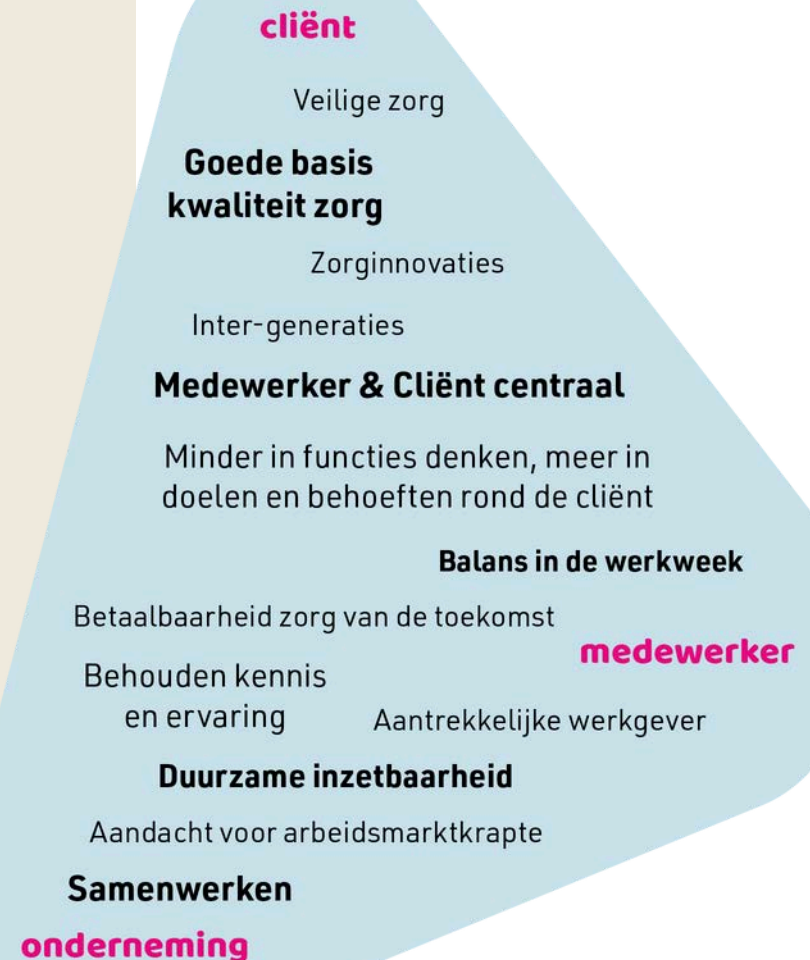 cliënt
Veilige zorg
Goede basis
kwaliteit zorg
Zorginnovaties
Inter-generaties
Medewerker & Cliënt centraal
Minder in functies denken, meer in
doelen en behoeften rond de cliënt
Balans in de werkweek
Betaalbaarheid zorg van de toekomst
medewerker
Behouden kennis
en ervaring
Aantrekkelijke werkgever
Duurzame inzetbaarheid
Aandacht voor arbeidsmarktkrapte
Samenwerken
onderneming